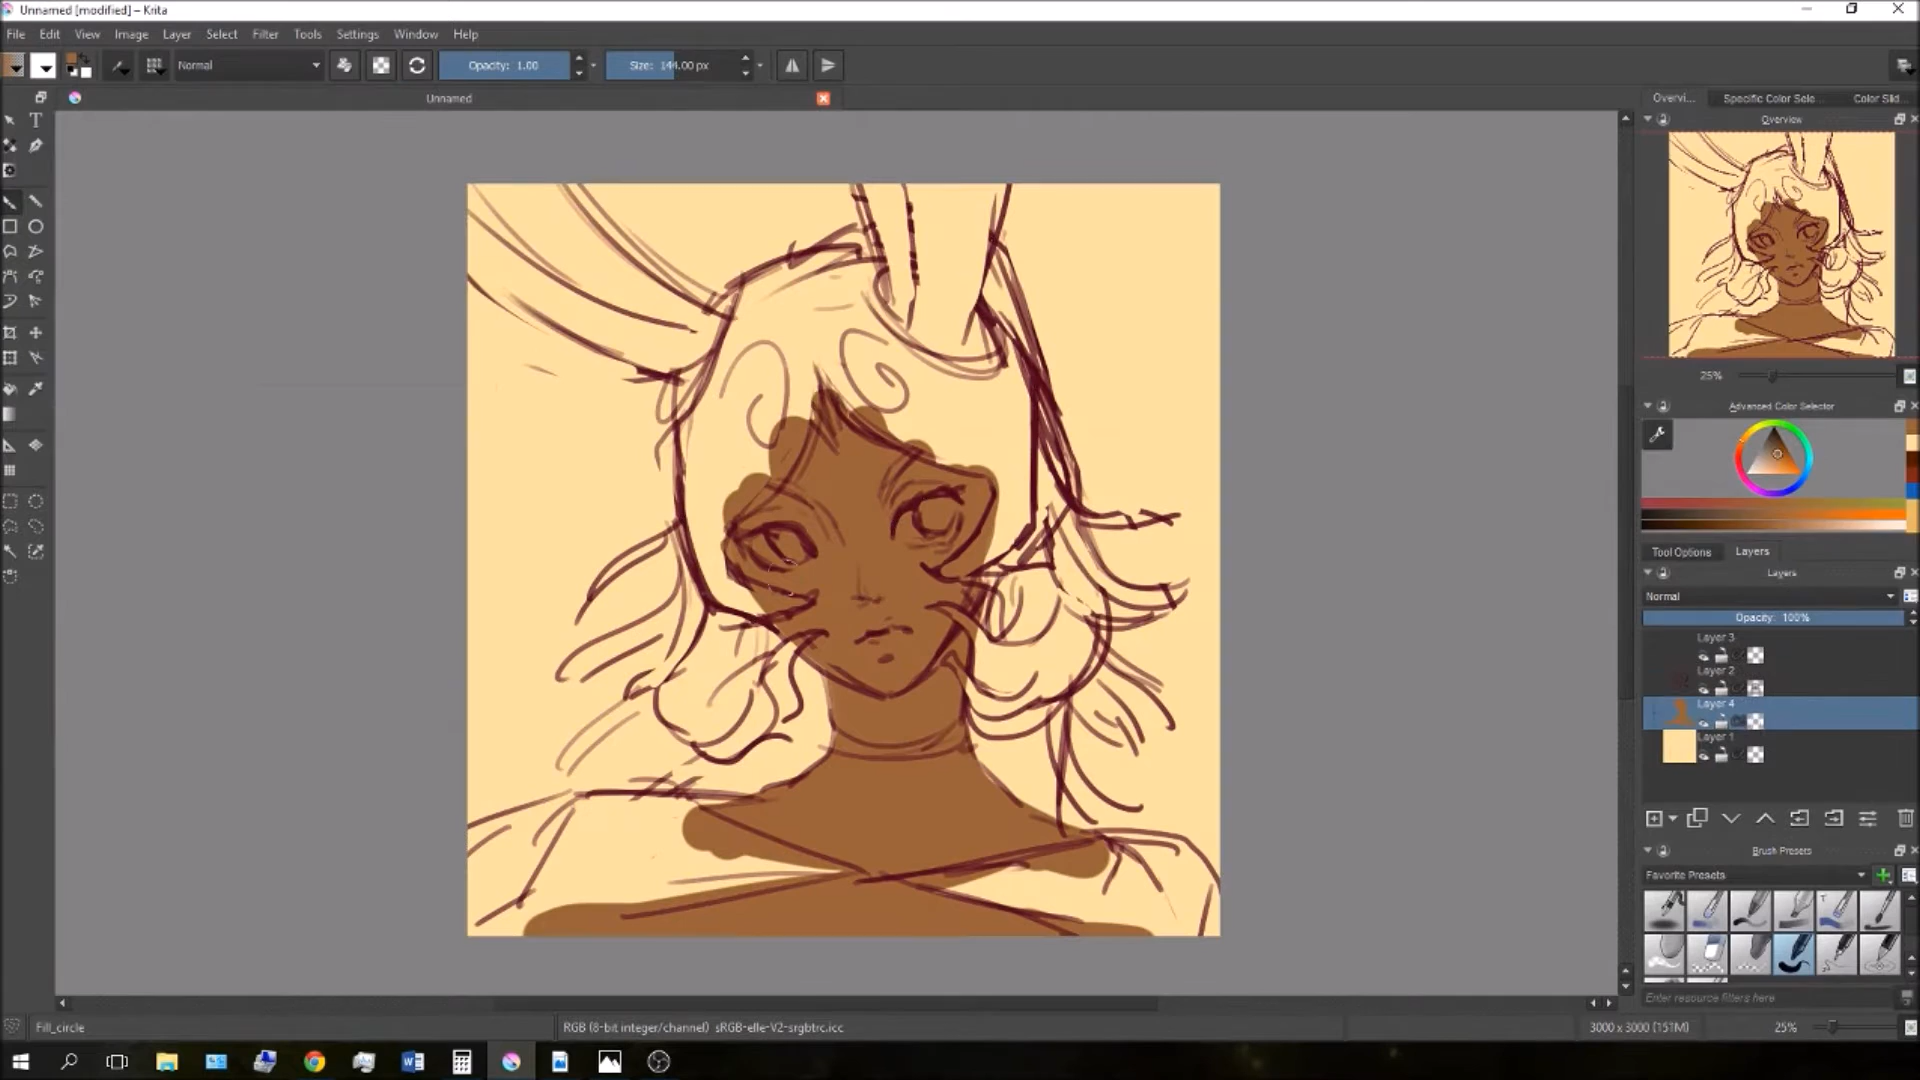 Unnamed [modified] – Krita
File Edit View Image Layer Select Filter Tools Settings Window Help
Normal Opacity: 1.00 Size: 144.00 px
Unnamed
Overvi... Specific Color Sele... Color Slid...
Overview
25%
Advanced Color Selector
Tool Options Layers
Layers
Normal
Opacity: 100%
Layer 3
Layer 2
Layer 4
Layer 1
Brush Presets
Favorite Presets
Enter resource filters here
Fill_circle RGB (8-bit integer/channel) sRGB-elle-V2-srgbtrc.icc 3000 x 3000 (151M) 25%